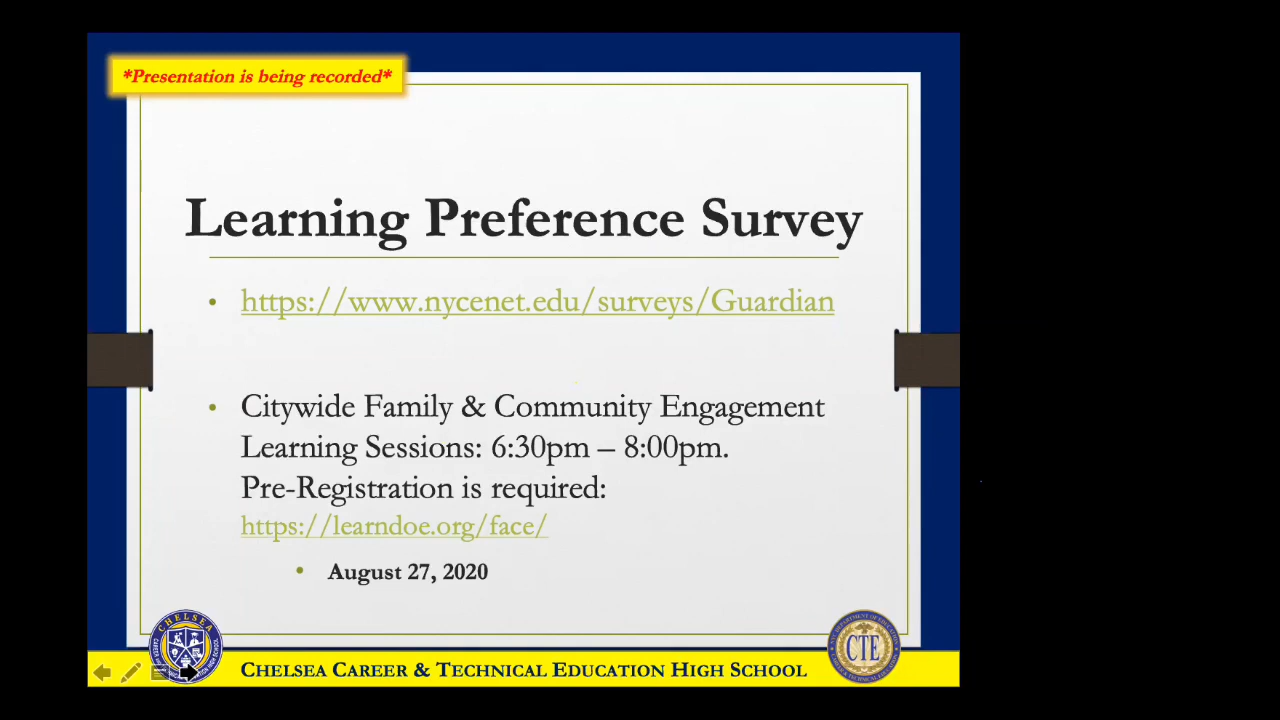 *Presentation is being recorded*
Learning Preference Survey
• https://www.nycenet.edu/surveys/Guardian
• Citywide Family & Community Engagement
Learning Sessions: 6:30pm – 8:00pm.
Pre-Registration is required:
https://learndoe.org/face/
• August 27, 2020
CHELSEA
CTE
CHELSEA CAREER & TECHNICAL EDUCATION HIGH SCHOOL